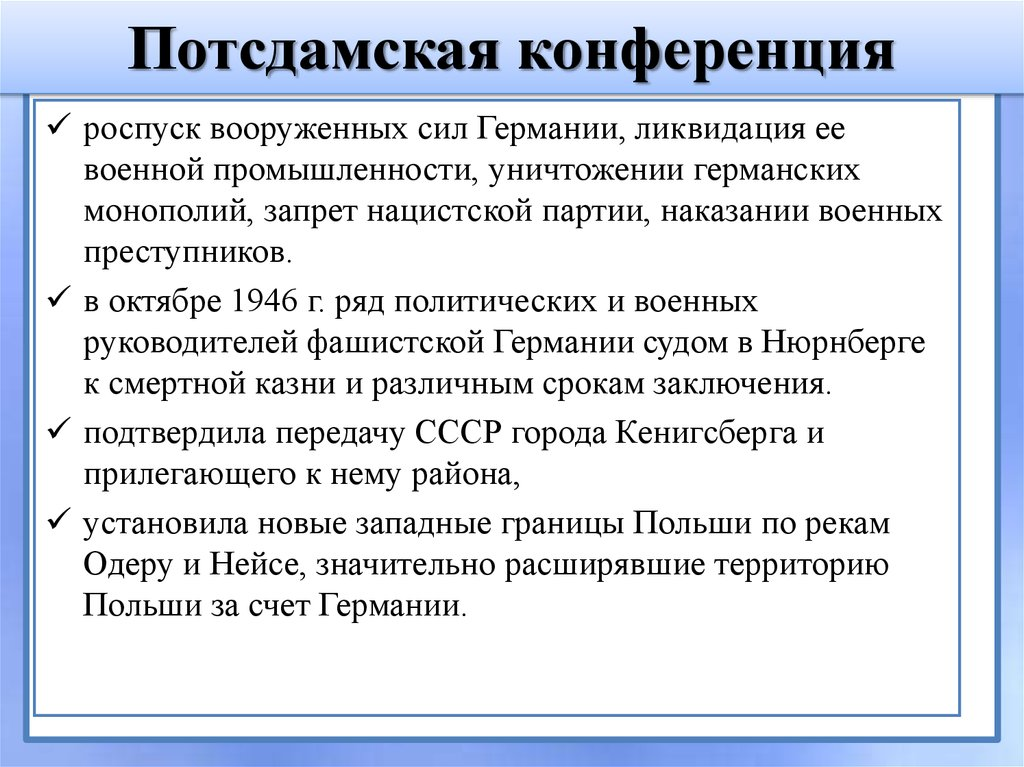 Потсдамская конференция
✓ роспуск вооруженных сил Германии, ликвидация ее
военной промышленности, уничтожении германских
монополий, запрет нацистской партии, наказании военных
преступников.
✓ в октябре 1946 г. ряд политических и военных
руководителей фашистской Германии судом в Нюрнберге
к смертной казни и различным срокам заключения.
✓ подтвердила передачу СССР города Кенигсберга и
прилегающего к нему района,
✓ установила новые западные границы Польши по рекам
Одеру и Нейсе, значительно расширявшие территорию
Польши за счет Германии.